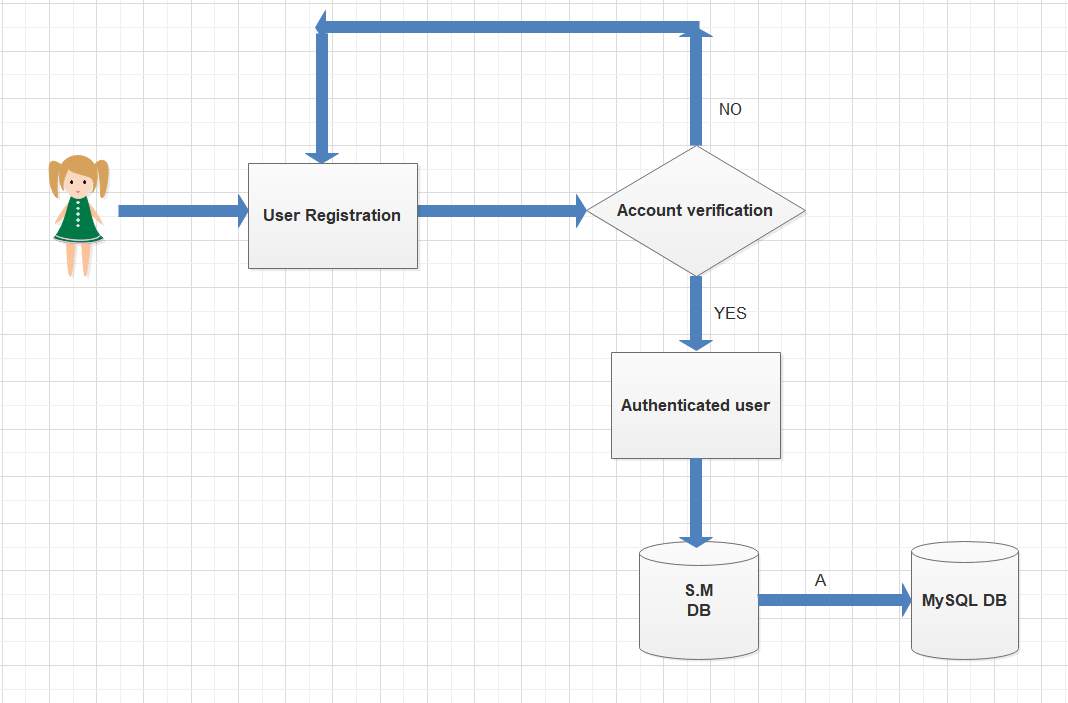 NO
User Registration
Account verification
YES
Authenticated user
S.M
DB
A
MySQL DB